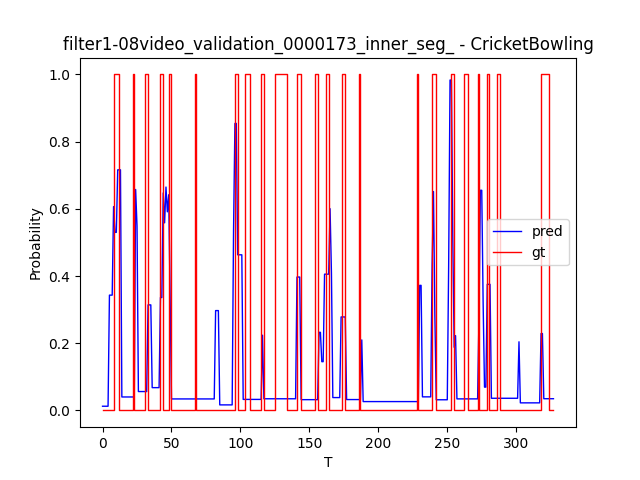 filter1-08video_validation_0000173_inner_seg_ - CricketBowling
1.0
0.8
0.6
0.4
0.2
0.0
Probability
pred
gt
0 50 100 150 200 250 300
T